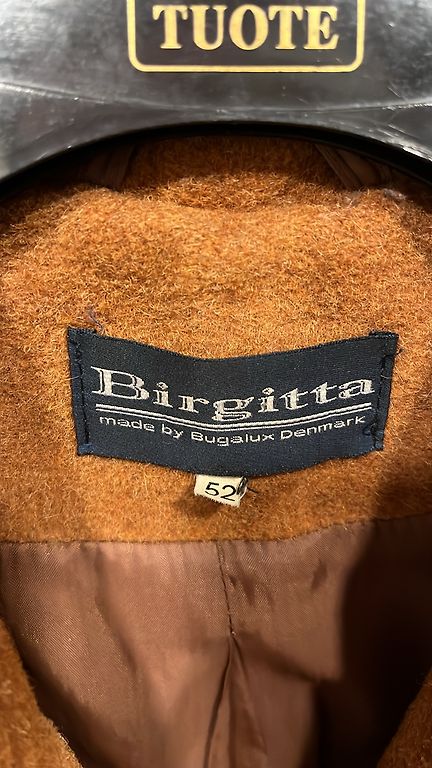 TUOTE
Birgitta
made by Bugalux Denmark
52